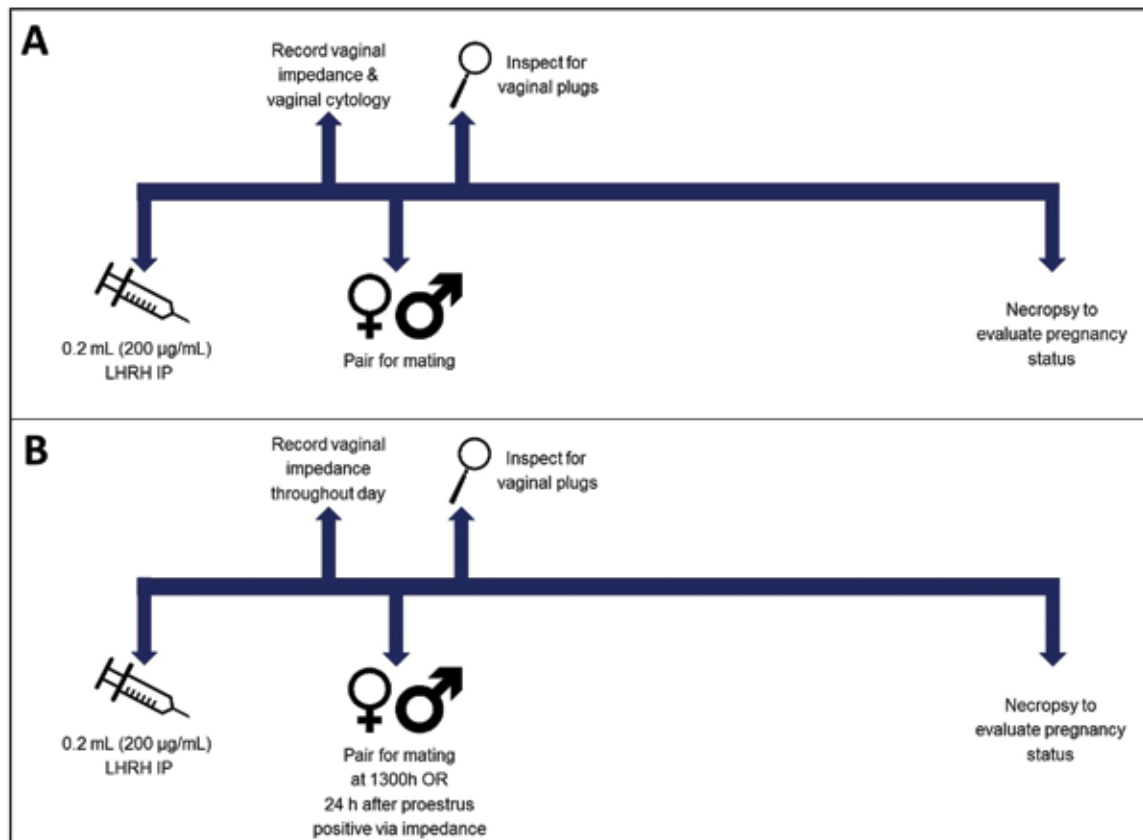 A
Record vaginal
impedance &
vaginal cytology
Inspect for
vaginal plugs
0.2 mL (200 µg/mL)
LHRH IP
Pair for mating
Necropsy to
evaluate pregnancy
status
B
Record vaginal
impedance
throughout day
Inspect for
vaginal plugs
0.2 mL (200 µg/mL)
LHRH IP
Pair for mating
at 1300h OR
24 h after proestrus
positive via impedance
Necropsy to
evaluate pregnancy
status